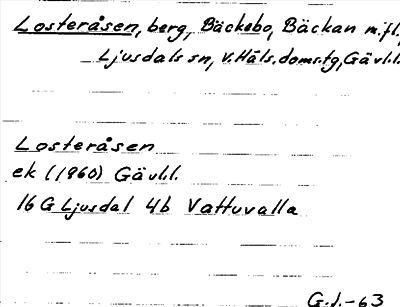 Losteråsen, berg, Bäckebo, Bäckan m.fl.,
Ljusdals sn, V.Häls.doms.tg, Gävl.l.
Losteråsen
ek (1960) Gävl.l.
16 G Ljusdal 4b Vattuvalla
G.J.-63